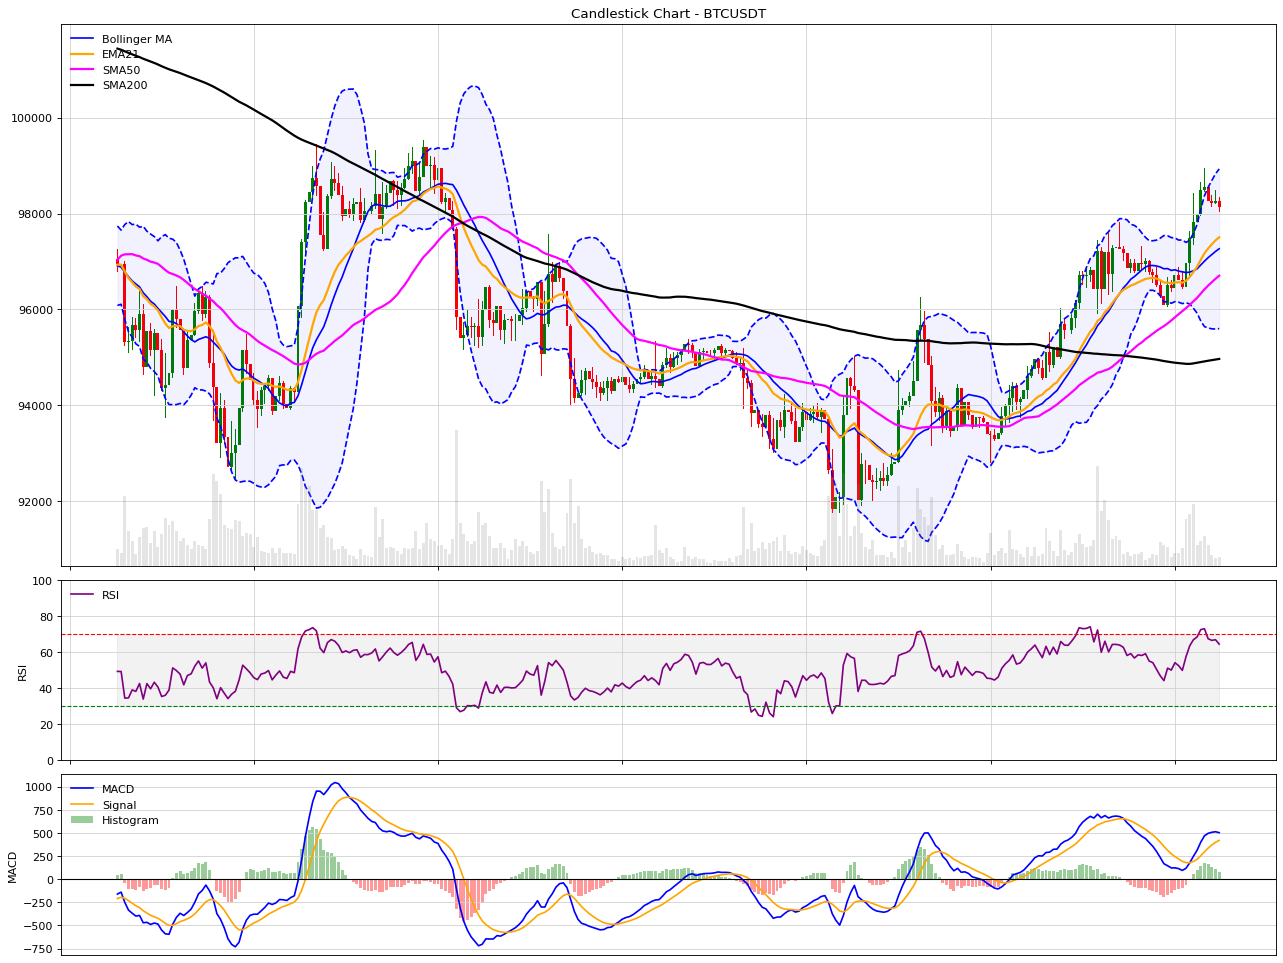 Candlestick Chart - BTCUSDT
Bollinger MA
EMA21
SMA50
SMA200
100000
98000
96000
94000
92000
100
80
60
40
20
0
RSI
RSI
1000
750
500
250
0
−250
−500
−750
MACD
MACD
Signal
Histogram